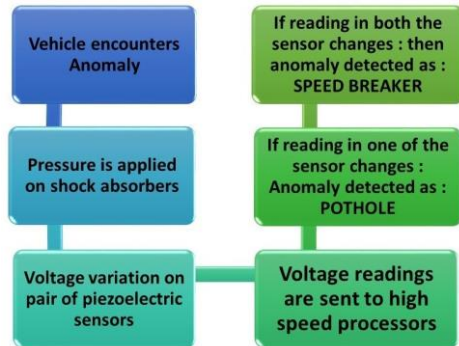 Vehicle encounters
Anomaly
Pressure is applied
on shock absorbers
Voltage variation on
pair of piezoelectric
sensors
Voltage readings
are sent to high
speed processors
If reading in one of the
sensor changes :
Anomaly detected as :
POTHOLE
If reading in both the
sensor changes : then
anomaly detected as :
SPEED BREAKER